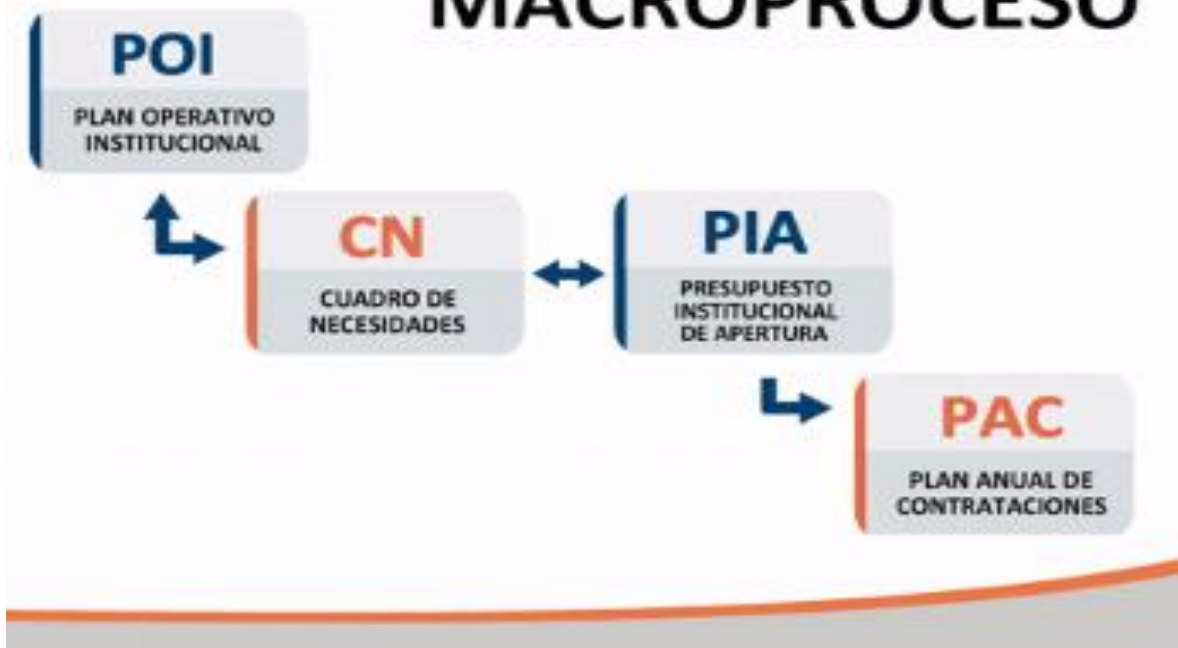 MACROPROCESO
POI
PLAN OPERATIVO
INSTITUCIONAL
CN
CUADRO DE
NECESIDADES
PIA
PRESUPUESTO
INSTITUCIONAL
DE APERTURA
PAC
PLAN ANUAL DE
CONTRATACIONES